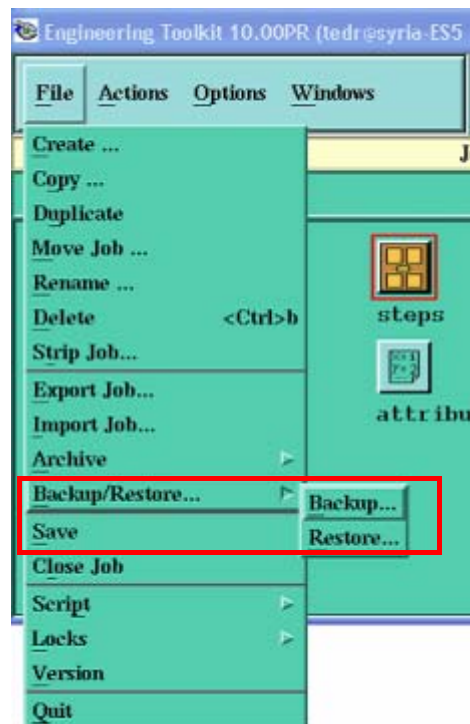 Engineering Toolkit 10.00PR (tedr@syria-ES5
File Actions Options Windows
J
Create ...
Copy ...
Duplicate
Move Job ...
Rename ...
Delete <Ctrl>b
Strip Job...
Export Job...
Import Job...
Archive
Backup/Restore...
Save
Close Job
Script
Locks
Version
Quit
Backup...
Restore...
steps
attribu